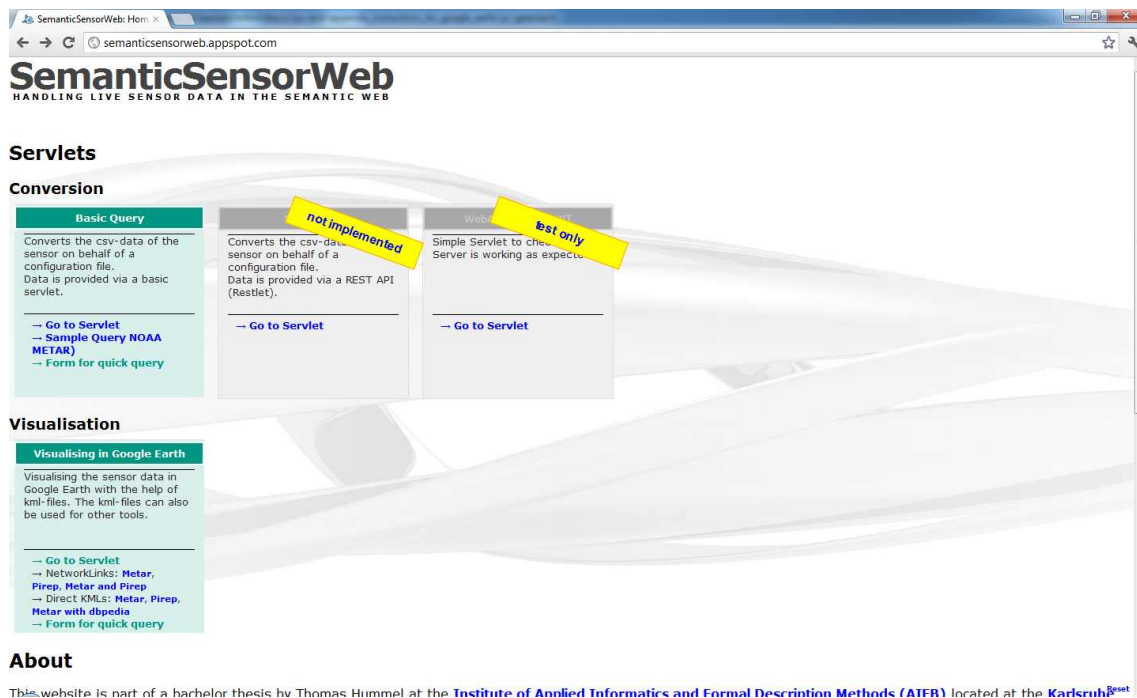 SemanticSensorWeb: Hom
semanticsensorweb.appspot.com
SemanticSensorWeb
HANDLING LIVE SENSOR DATA IN THE SEMANTIC WEB
Servlets
Conversion
Basic Query
Converts the csv-data of the
sensor on behalf of a
configuration file.
Data is provided via a basic
servlet.
→ Go to Servlet
→ Sample Query NOAA
METAR)
→ Form for quick query
not implemented
Converts the csv-data
sensor on behalf of a
configuration file.
Data is provided via a REST API
(Restlet).
→ Go to Servlet
test only
Simple Servlet to
Server is working as
→ Go to Servlet
Visualisation
Visualising in Google Earth
Visualising the sensor data in
Google Earth with the help of
kml-files. The kml-files can also
be used for other tools.
→ Go to Servlet
→ NetworkLinks: Metar,
Pirep, Metar and Pirep
→ Direct KMLs: Metar, Pirep,
Metar with dbpedia
→ Form for quick query
About
This website is part of a bachelor thesis by Thomas Hummel at the Institute of Applied Informatics and Formal Description Methods (AIFB) located at the Karlsruhe
Reset